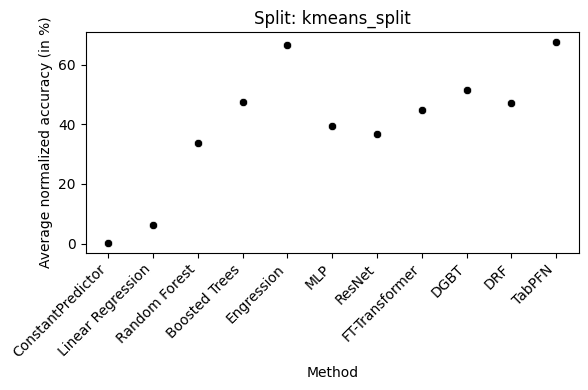 Split: kmeans_split
Average normalized accuracy (in %)
60
40
20
0
ConstantPredictor
Linear Regression
Random Forest
Boosted Trees
Engression
MLP
ResNet
FT-Transformer
DGBT
DRF
TabPFN
Method